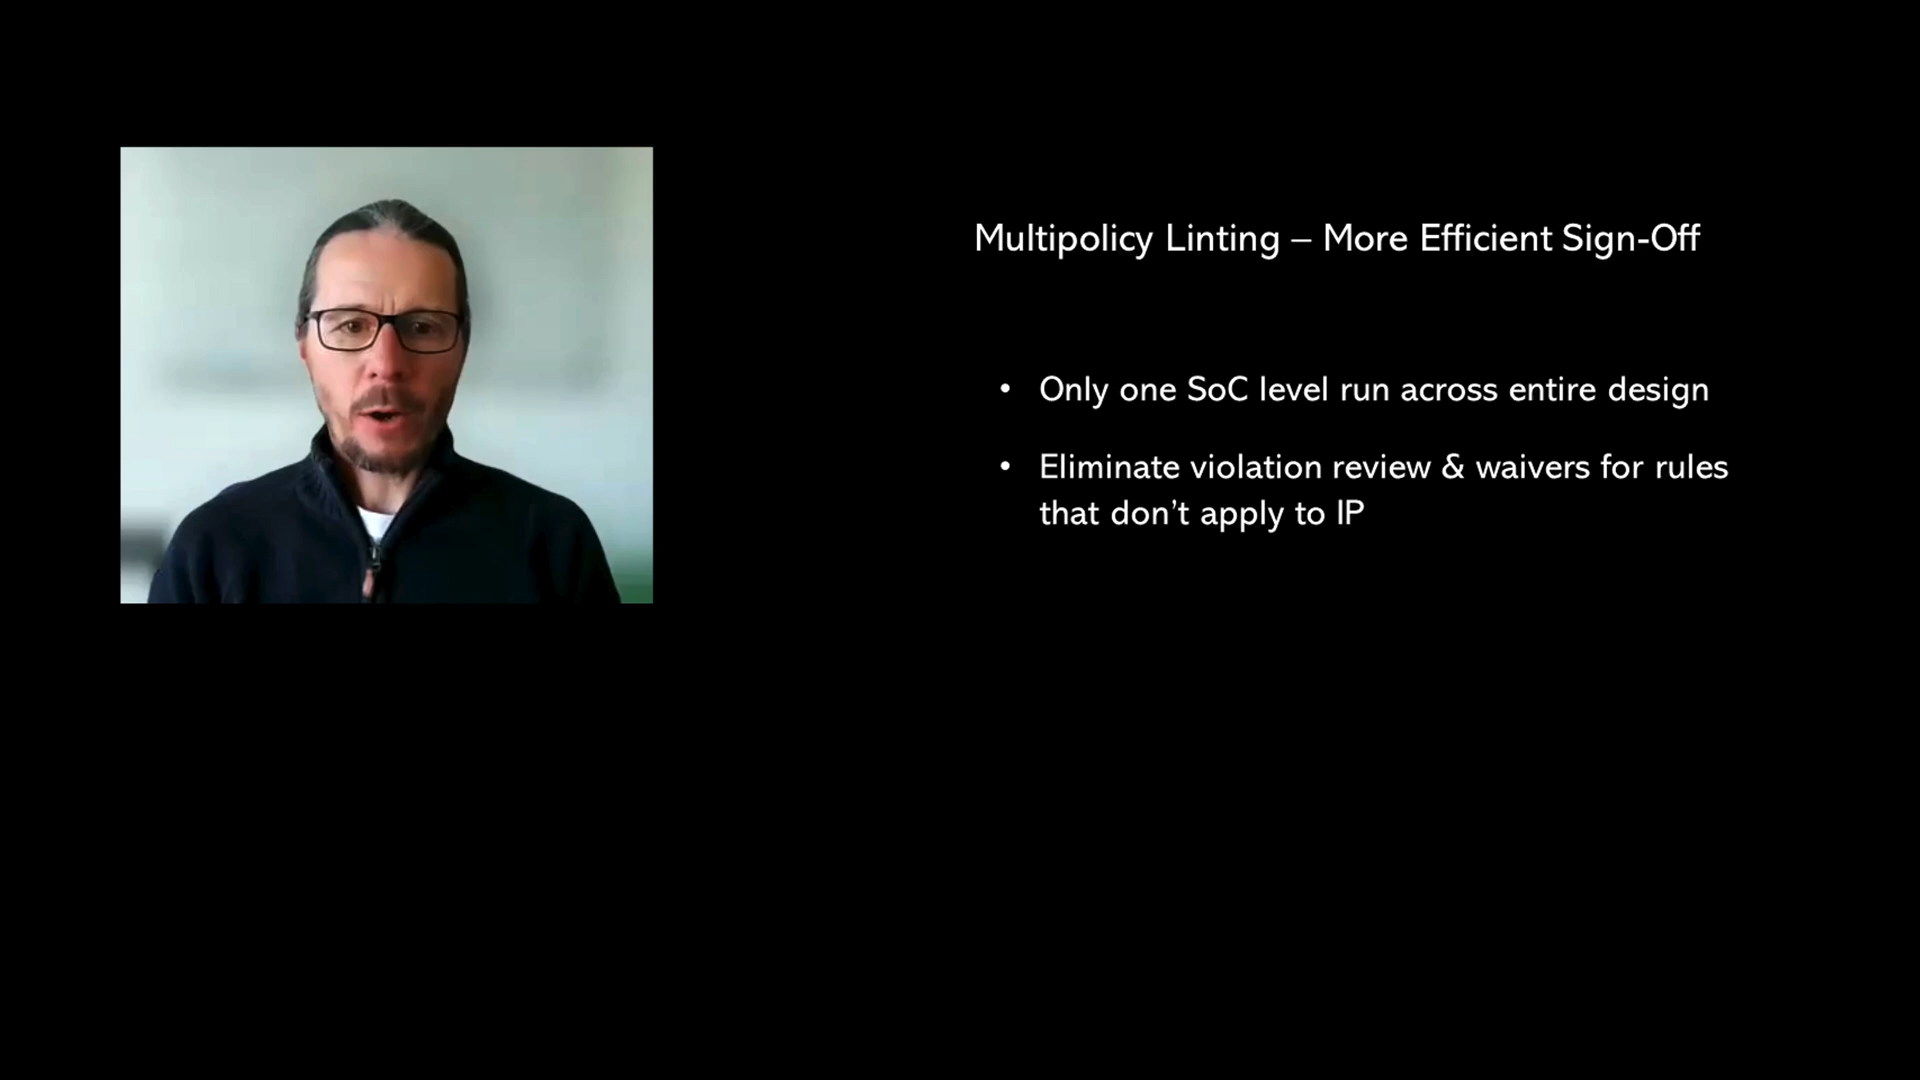 Multipolicy Linting – More Efficient Sign-Off
• Only one SoC level run across entire design
• Eliminate violation review & waivers for rules
that don’t apply to IP